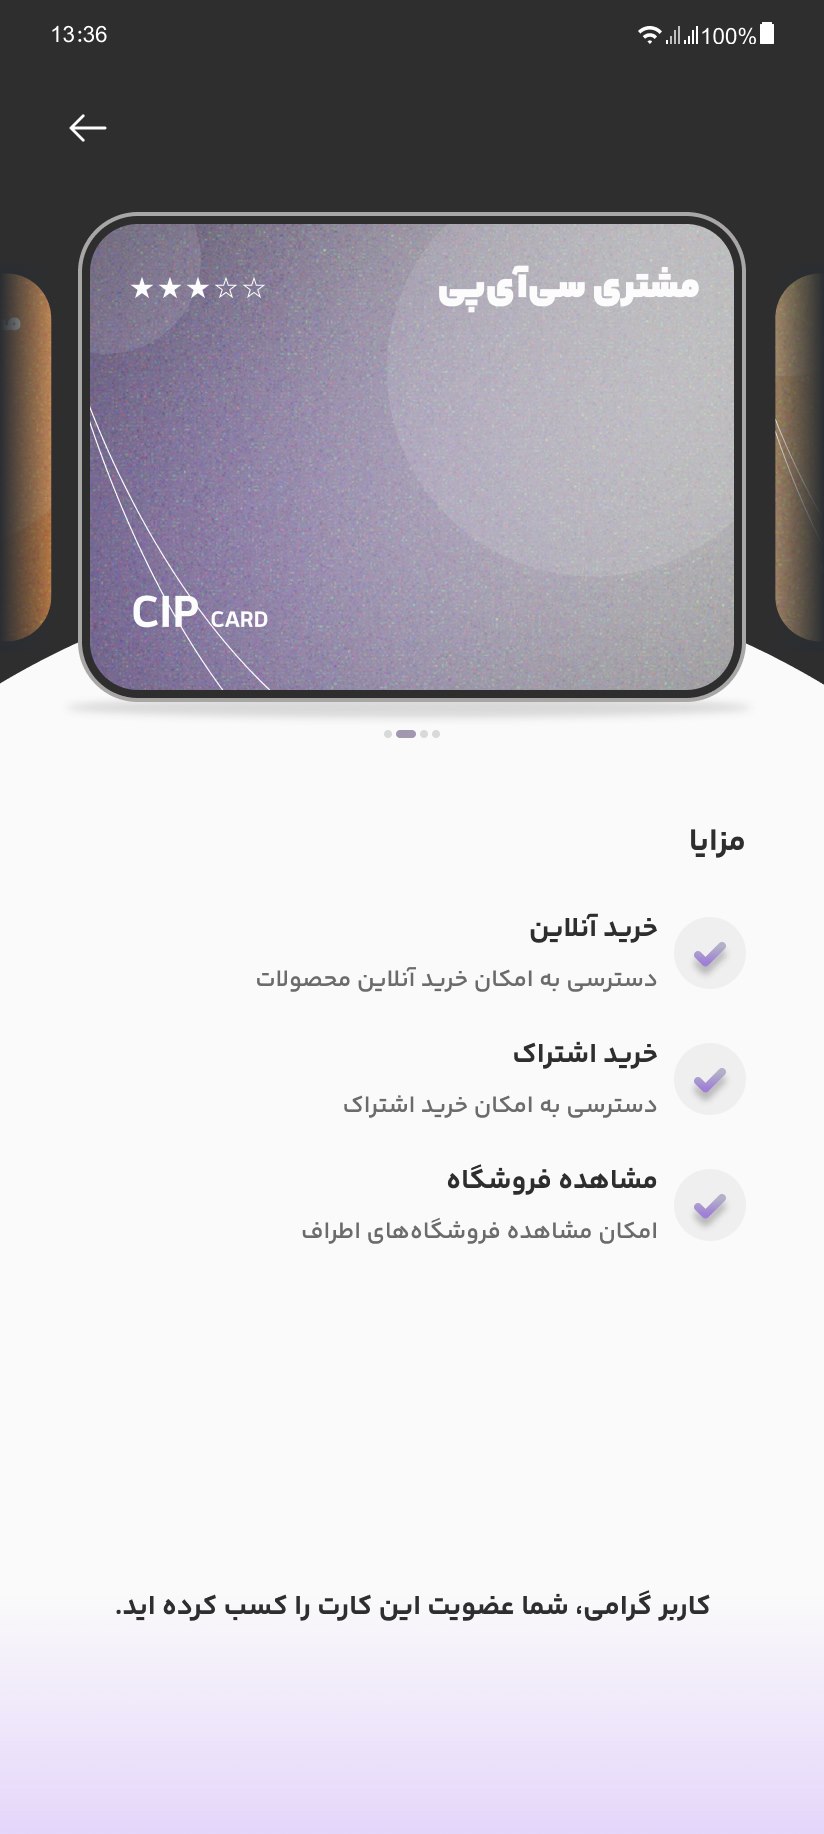 13:36 100%
مشتری سی‌آی‌پی ★★★☆☆
CIP CARD
مزایا
خرید آنلاین
دسترسی به امکان خرید آنلاین محصولات
خرید اشتراک
دسترسی به امکان خرید اشتراک
مشاهده فروشگاه
امکان مشاهده فروشگاه‌های اطراف
کاربر گرامی، شما عضویت این کارت را کسب کرده اید.